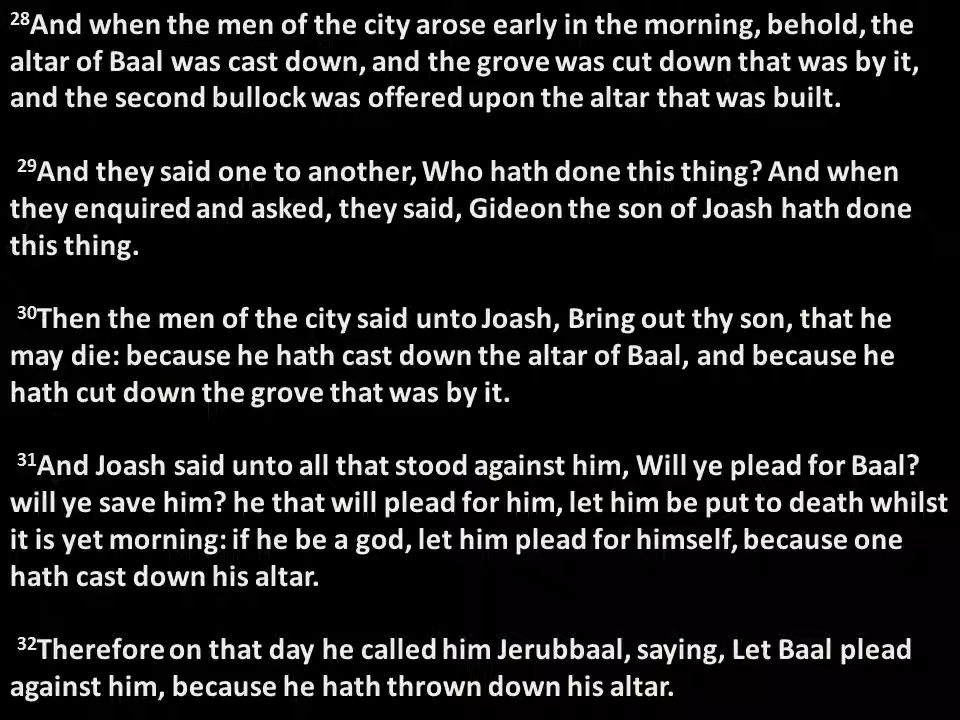 28And when the men of the city arose early in the morning, behold, the
altar of Baal was cast down, and the grove was cut down that was by it,
and the second bullock was offered upon the altar that was built.
29And they said one to another, Who hath done this thing? And when
they enquired and asked, they said, Gideon the son of Joash hath done
this thing.
30Then the men of the city said unto Joash, Bring out thy son, that he
may die: because he hath cast down the altar of Baal, and because he
hath cut down the grove that was by it.
31And Joash said unto all that stood against him, Will ye plead for Baal?
will ye save him? he that will plead for him, let him be put to death whilst
it is yet morning: if he be a god, let him plead for himself, because one
hath cast down his altar.
32Therefore on that day he called him Jerubbaal, saying, Let Baal plead
against him, because he hath thrown down his altar.